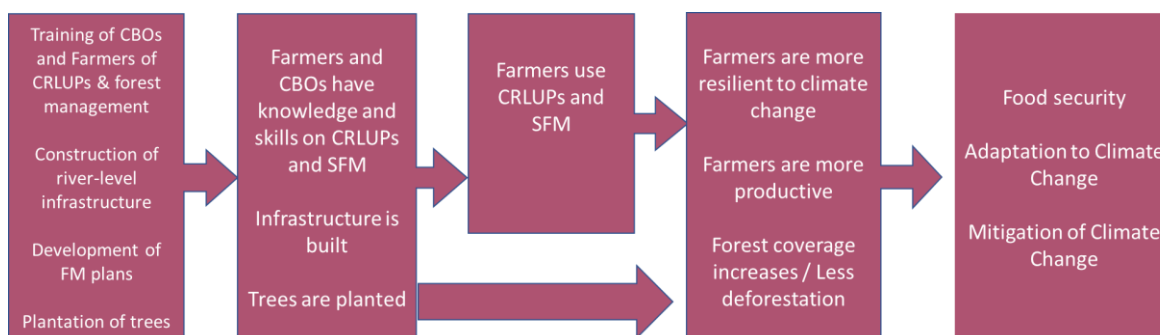 Training of CBOs
and Farmers of
CRLUPs & forest
management
Construction of
river-level
infrastructure
Development of
FM plans
Plantation of trees
Farmers and
CBOs have
knowledge and
skills on CRLUPs
and SFM
Infrastructure is
built
Trees are planted
Farmers use
CRLUPs and
SFM
Farmers are more
resilient to climate
change
Farmers are more
productive
Forest coverage
increases / Less
deforestation
Food security
Adaptation to Climate
Change
Mitigation of Climate
Change